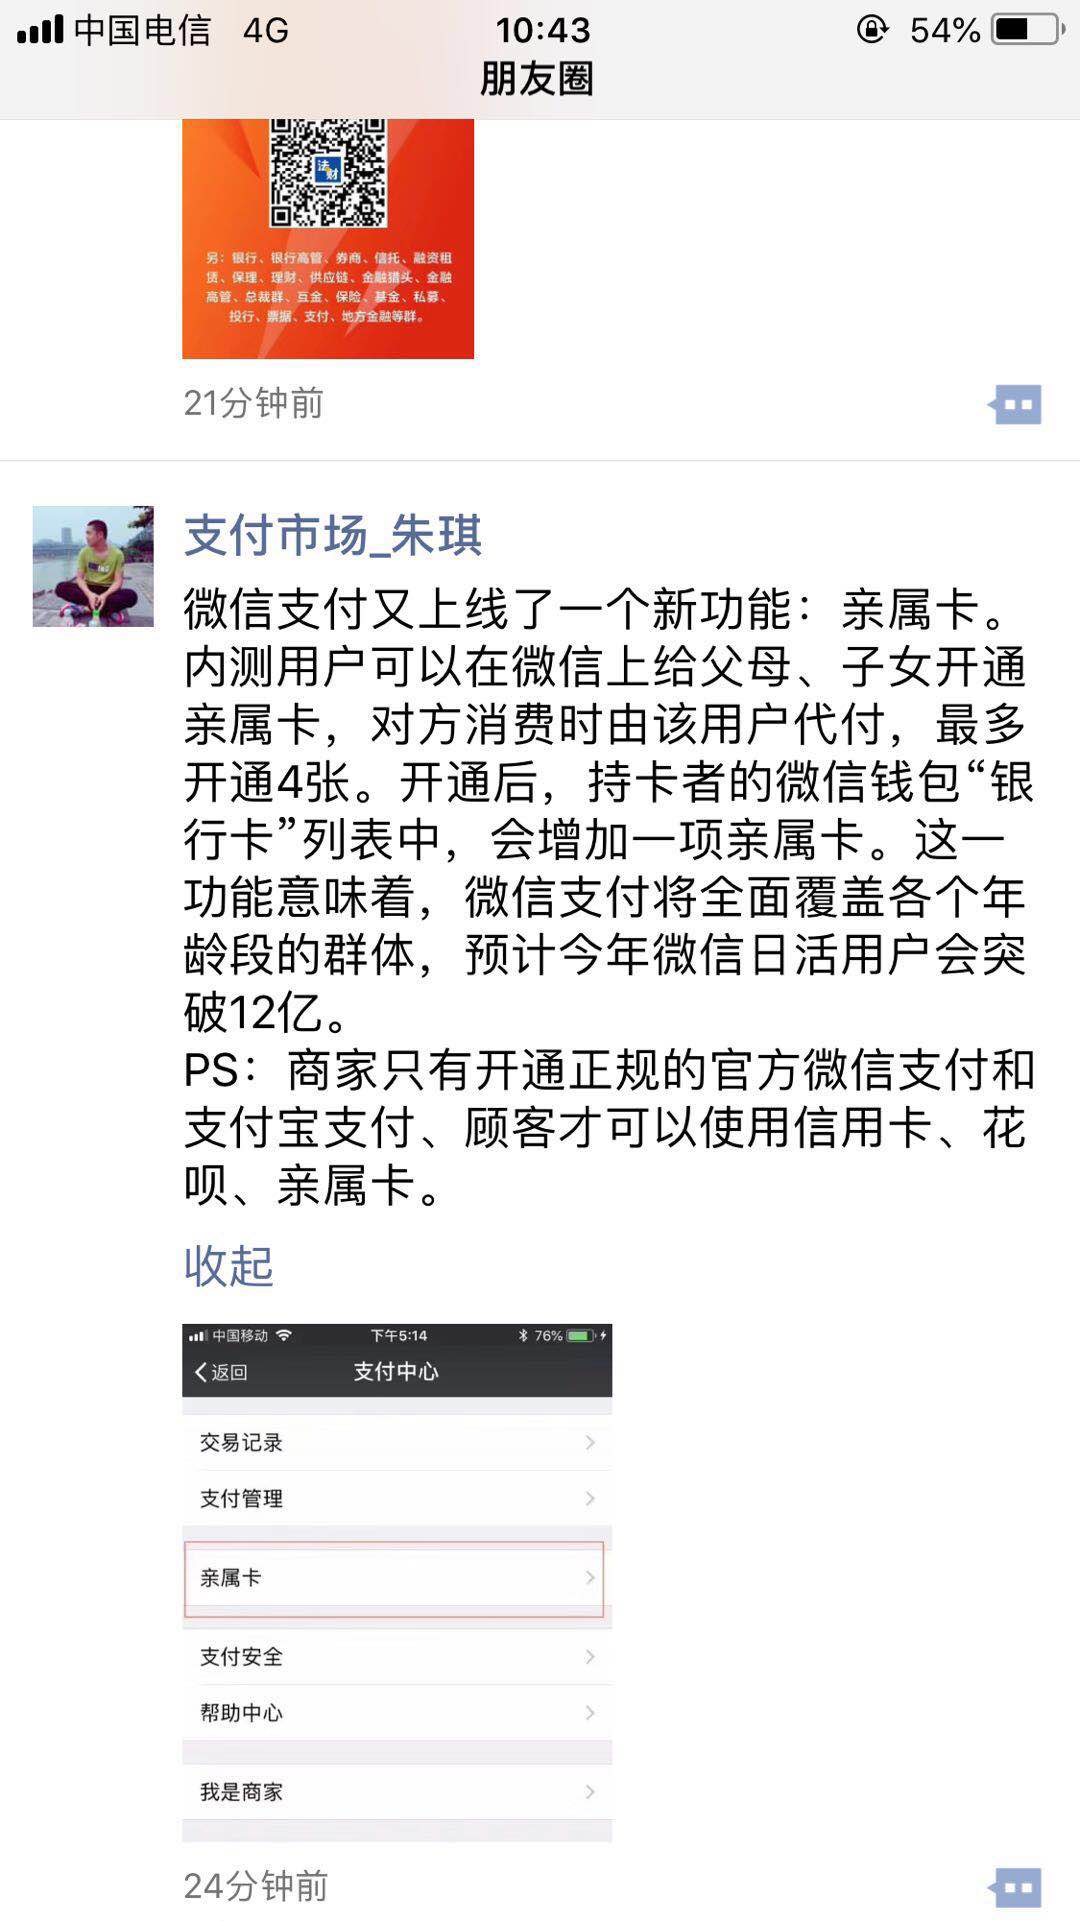 中国电信 4G 10:43 54%
朋友圈
法财
另：银行、银行高管、券商、信托、融资租
赁、保理、理财、供应链、金融猎头、金融
高管、总裁群、互金、保险、基金、私募、
投行、票据、支付、地方金融等群。
21分钟前
支付市场_朱琪
微信支付又上线了一个新功能：亲属卡。
内测用户可以在微信上给父母、子女开通
亲属卡，对方消费时由该用户代付，最多
开通4张。开通后，持卡者的微信钱包“银
行卡”列表中，会增加一项亲属卡。这一
功能意味着，微信支付将全面覆盖各个年
龄段的群体，预计今年微信日活用户会突
破12亿。
PS：商家只有开通正规的官方微信支付和
支付宝支付、顾客才可以使用信用卡、花
呗、亲属卡。
收起
中国移动 下午5:14 76%
返回 支付中心
交易记录
支付管理
亲属卡
支付安全
帮助中心
我是商家
24分钟前